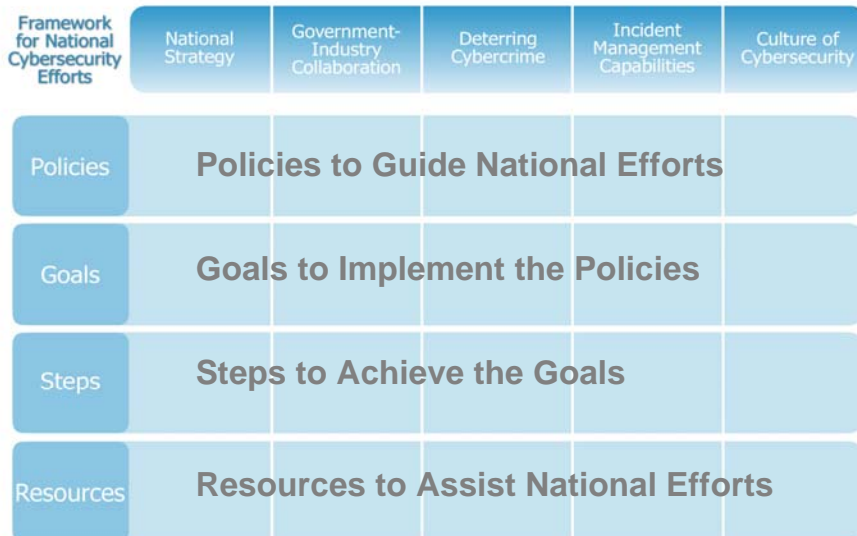 Framework
for National
Cybersecurity
Efforts
National
Strategy
Government-
Industry
Collaboration
Deterring
Cybercrime
Incident
Management
Capabilities
Culture of
Cybersecurity
Policies
Policies to Guide National Efforts
Goals
Goals to Implement the Policies
Steps
Steps to Achieve the Goals
Resources
Resources to Assist National Efforts